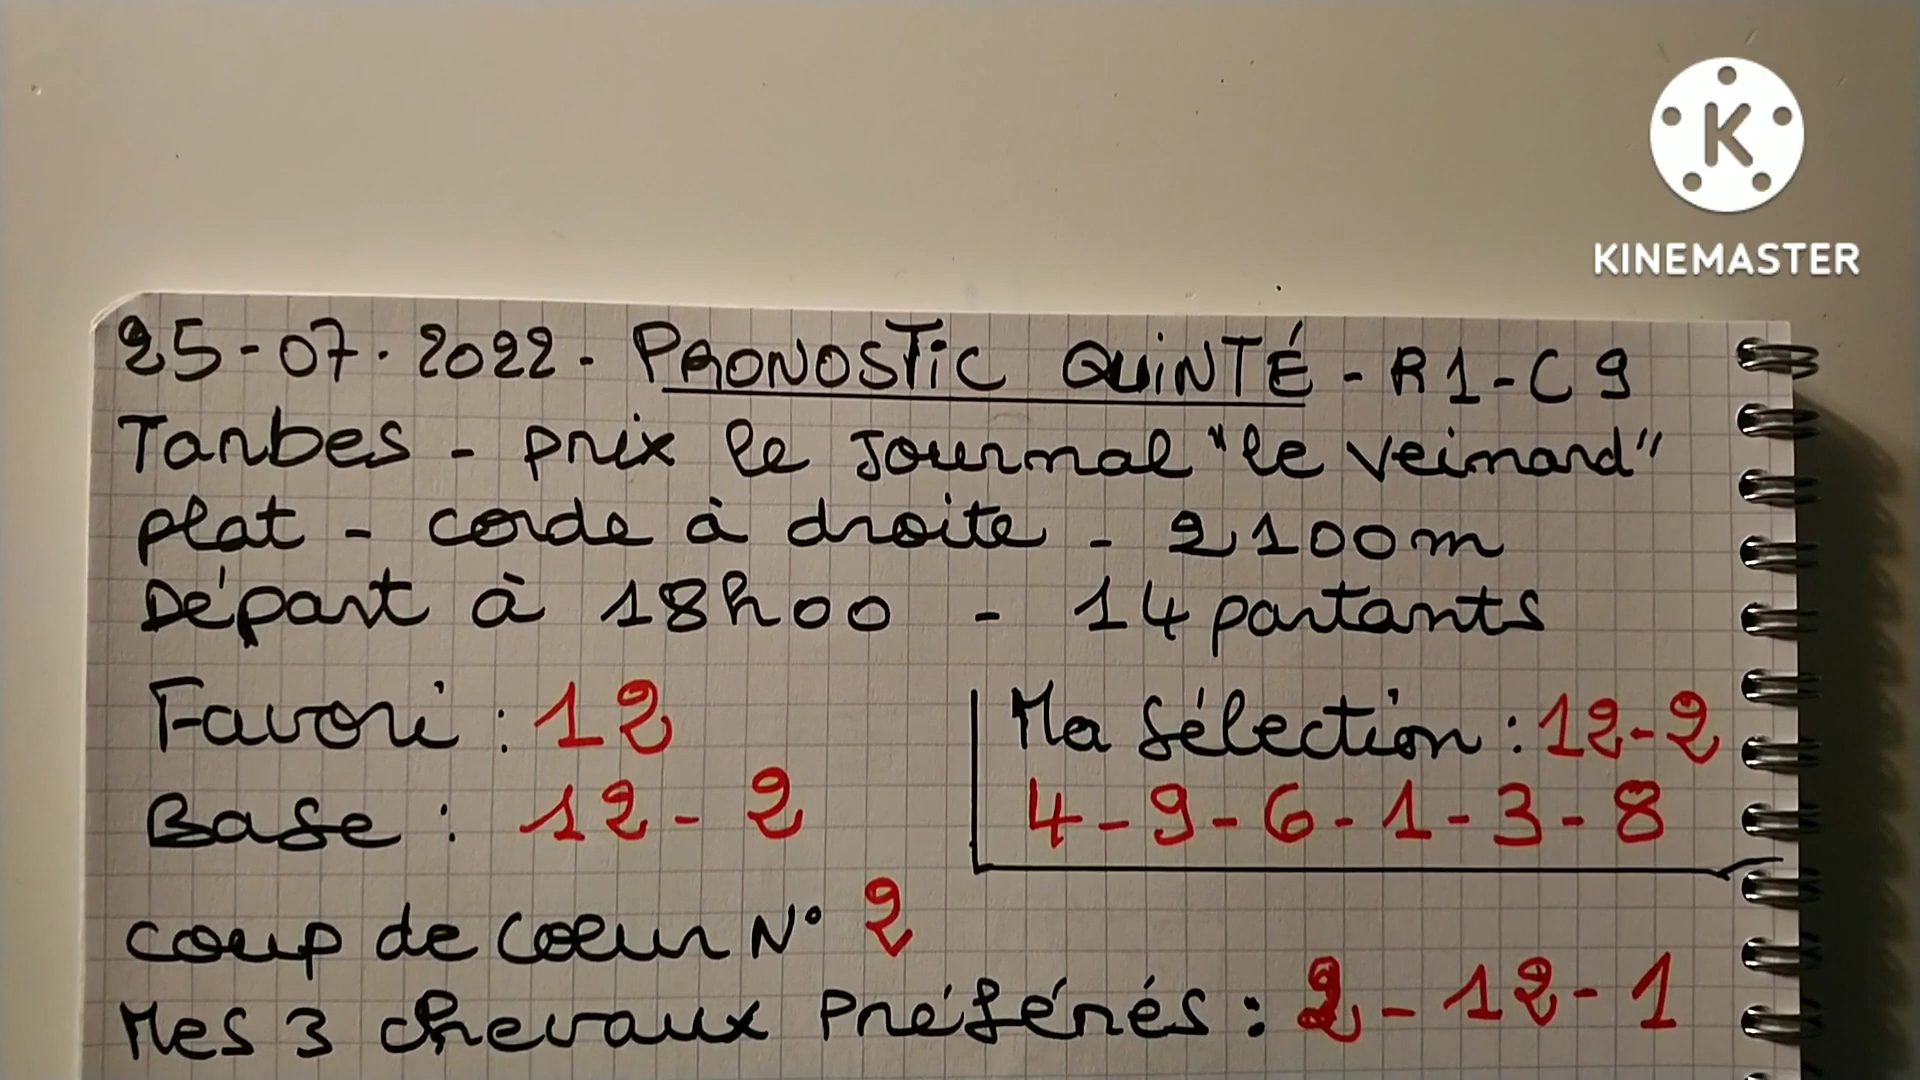 KINEMASTER
25-07-2022- PRONOSTIC QUINTÉ - R1-C9
Tarbes - prix le Journal "le Veinard"
plat - corde à droite - 2100m
Départ à 18h00 - 14 partants
Favori : 12
Base : 12 - 2
Ma Sélection : 12-2
4-9-6-1-3-8
coup de coeur N° 2
Mes 3 chevaux Préférés : 2-12-1